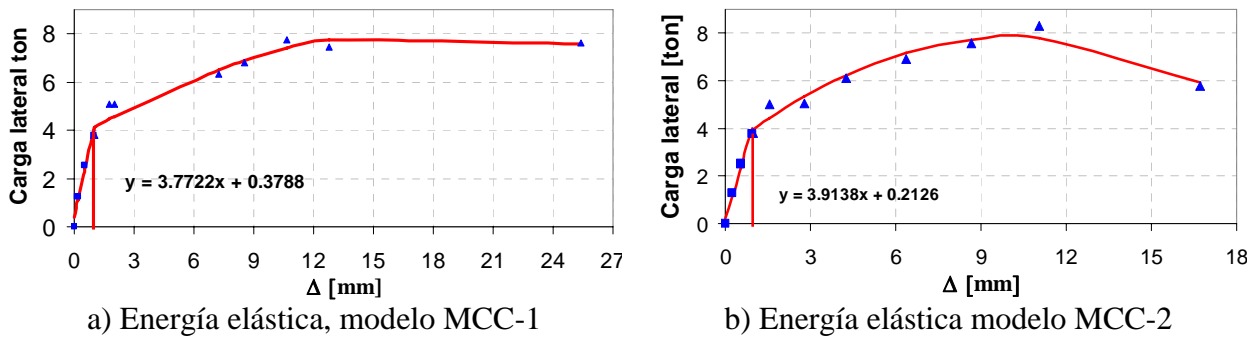 Carga lateral ton
8
6
4
2
0
y = 3.7722x + 0.3788
0 3 6 9 12 15 18 21 24 27
Δ [mm]
a) Energía elástica, modelo MCC-1
Carga lateral [ton]
8
6
4
2
0
y = 3.9138x + 0.2126
0 3 6 9 12 15 18
Δ [mm]
b) Energía elástica modelo MCC-2